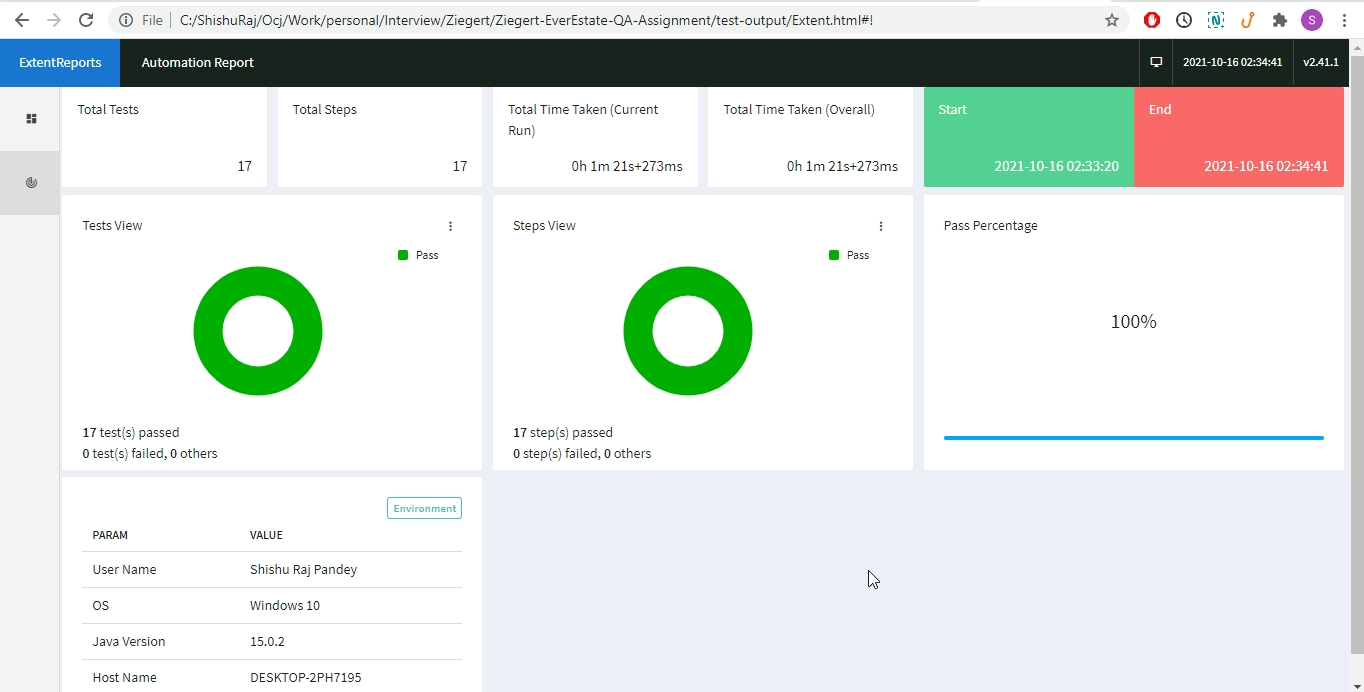 File
C:/ShishuRaj/Ocj/Work/personal/Interview/Ziegert/Ziegert-EverEstate-QA-Assignment/test-output/Extent.html#!
S
ExtentReports
Automation Report
2021-10-16 02:34:41
v2.41.1
Total Tests
17
Total Steps
17
Total Time Taken (Current
Run)
0h 1m 21s+273ms
Total Time Taken (Overall)
0h 1m 21s+273ms
Start
2021-10-16 02:33:20
End
2021-10-16 02:34:41
Tests View
Pass
17 test(s) passed
0 test(s) failed, 0 others
Steps View
Pass
17 step(s) passed
0 step(s) failed, 0 others
Pass Percentage
100%
Environment
PARAM VALUE
User Name Shishu Raj Pandey
OS Windows 10
Java Version 15.0.2
Host Name DESKTOP-2PH7195